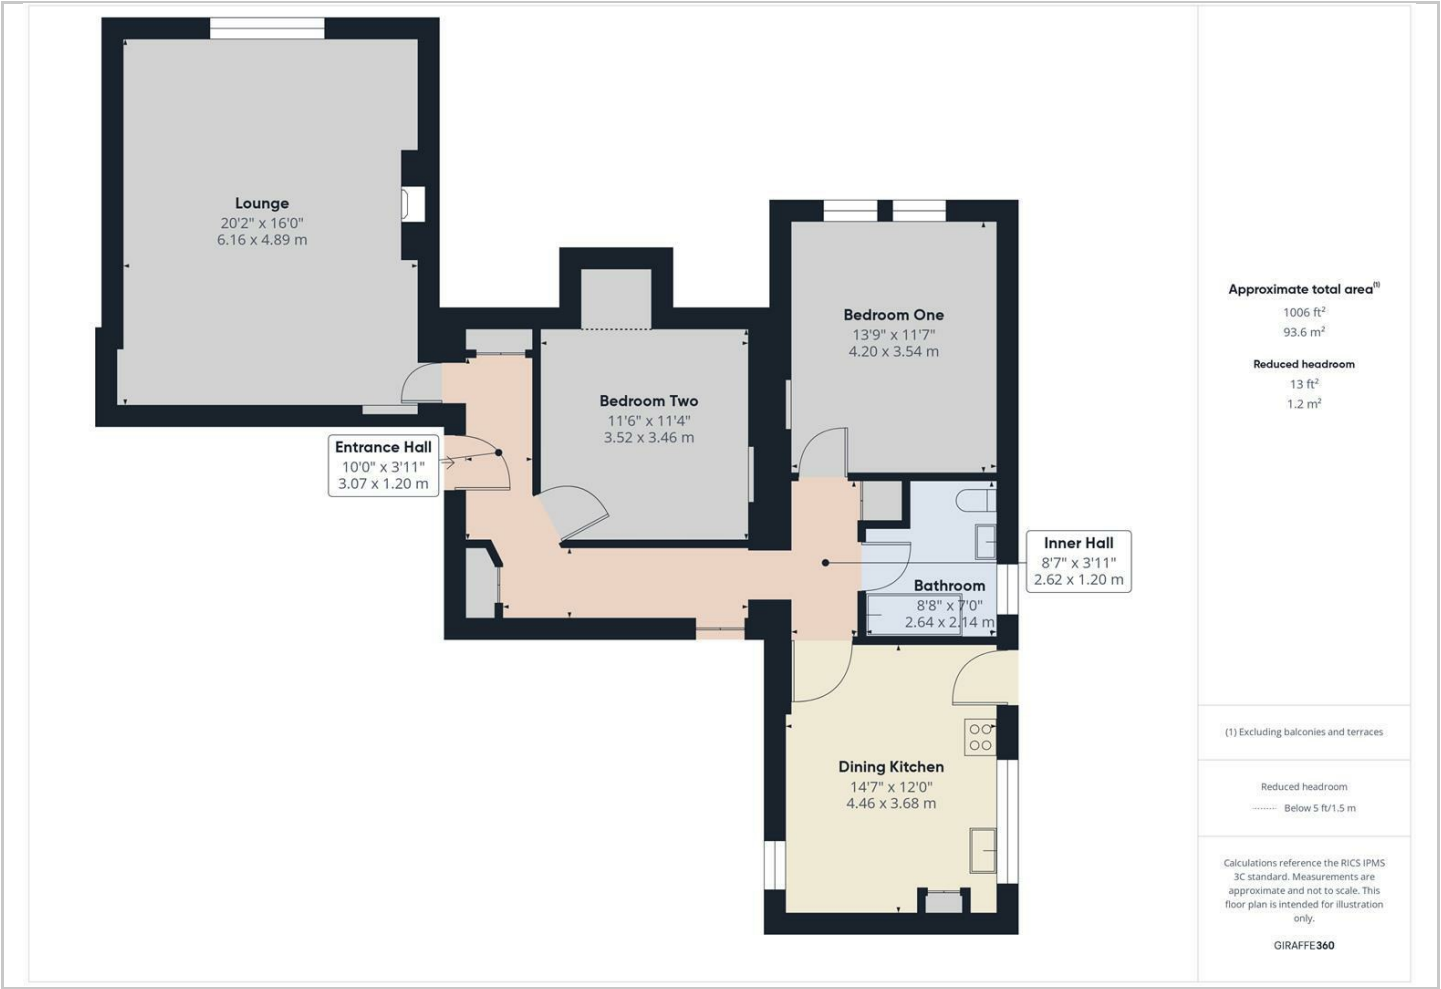 Lounge
20'2" x 16'0"
6.16 x 4.89 m
Bedroom One
13'9" x 11'7"
4.20 x 3.54 m
Bedroom Two
11'6" x 11'4"
3.52 x 3.46 m
Entrance Hall
10'0" x 3'11"
3.07 x 1.20 m
Inner Hall
8'7" x 3'11"
2.62 x 1.20 m
Bathroom
8'8" x 7'0"
2.64 x 2.14 m
Dining Kitchen
14'7" x 12'0"
4.46 x 3.68 m
Approximate total area⁽¹⁾
1006 ft²
93.6 m²
Reduced headroom
13 ft²
1.2 m²
(1) Excluding balconies and terraces
Reduced headroom
Below 5 ft/1.5 m
Calculations reference the RICS IPMS
3C standard. Measurements are
approximate and not to scale. This
floor plan is intended for illustration
only.
GIRAFFE360